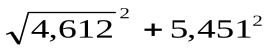 √4,612² + 5,451²